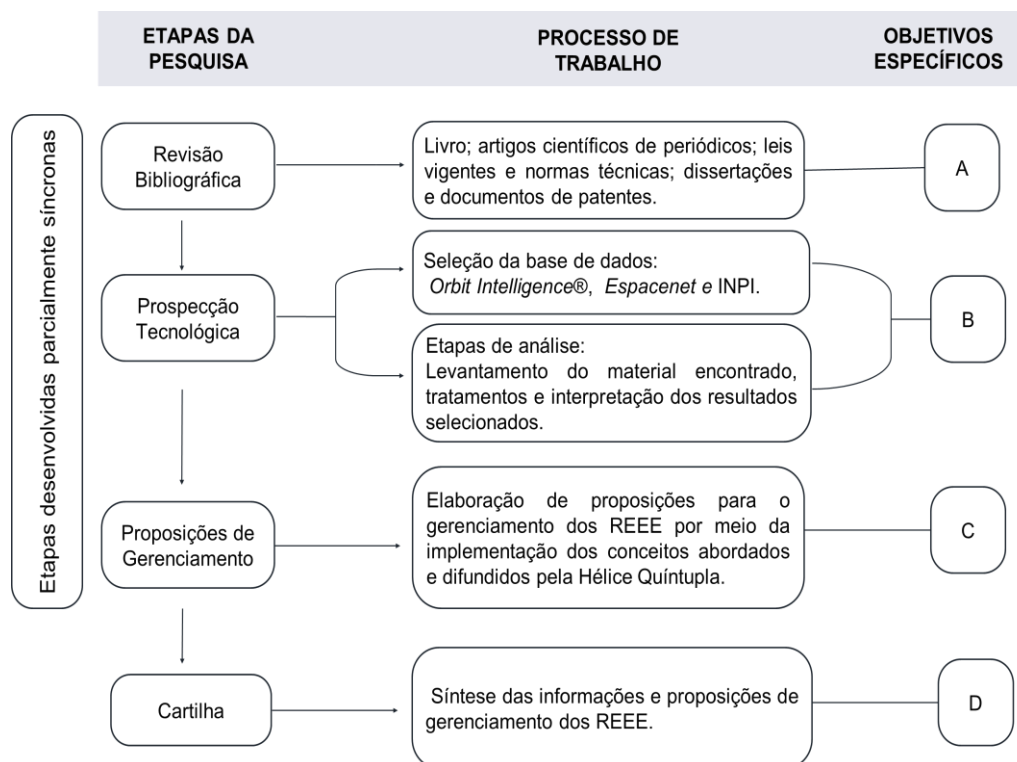 ETAPAS DA
PESQUISA
PROCESSO DE
TRABALHO
OBJETIVOS
ESPECÍFICOS
Etapas desenvolvidas parcialmente síncronas
Revisão
Bibliográfica
Livro; artigos científicos de periódicos; leis
vigentes e normas técnicas; dissertações
e documentos de patentes.
A
Prospecção
Tecnológica
Seleção da base de dados:
Orbit Intelligence®, Espacenet e INPI.
Etapas de análise:
Levantamento do material encontrado,
tratamentos e interpretação dos resultados
selecionados.
B
Proposições de
Gerenciamento
Elaboração de proposições para o
gerenciamento dos REEE por meio da
implementação dos conceitos abordados
e difundidos pela Hélice Quíntupla.
C
Cartilha
Síntese das informações e proposições de
gerenciamento dos REEE.
D